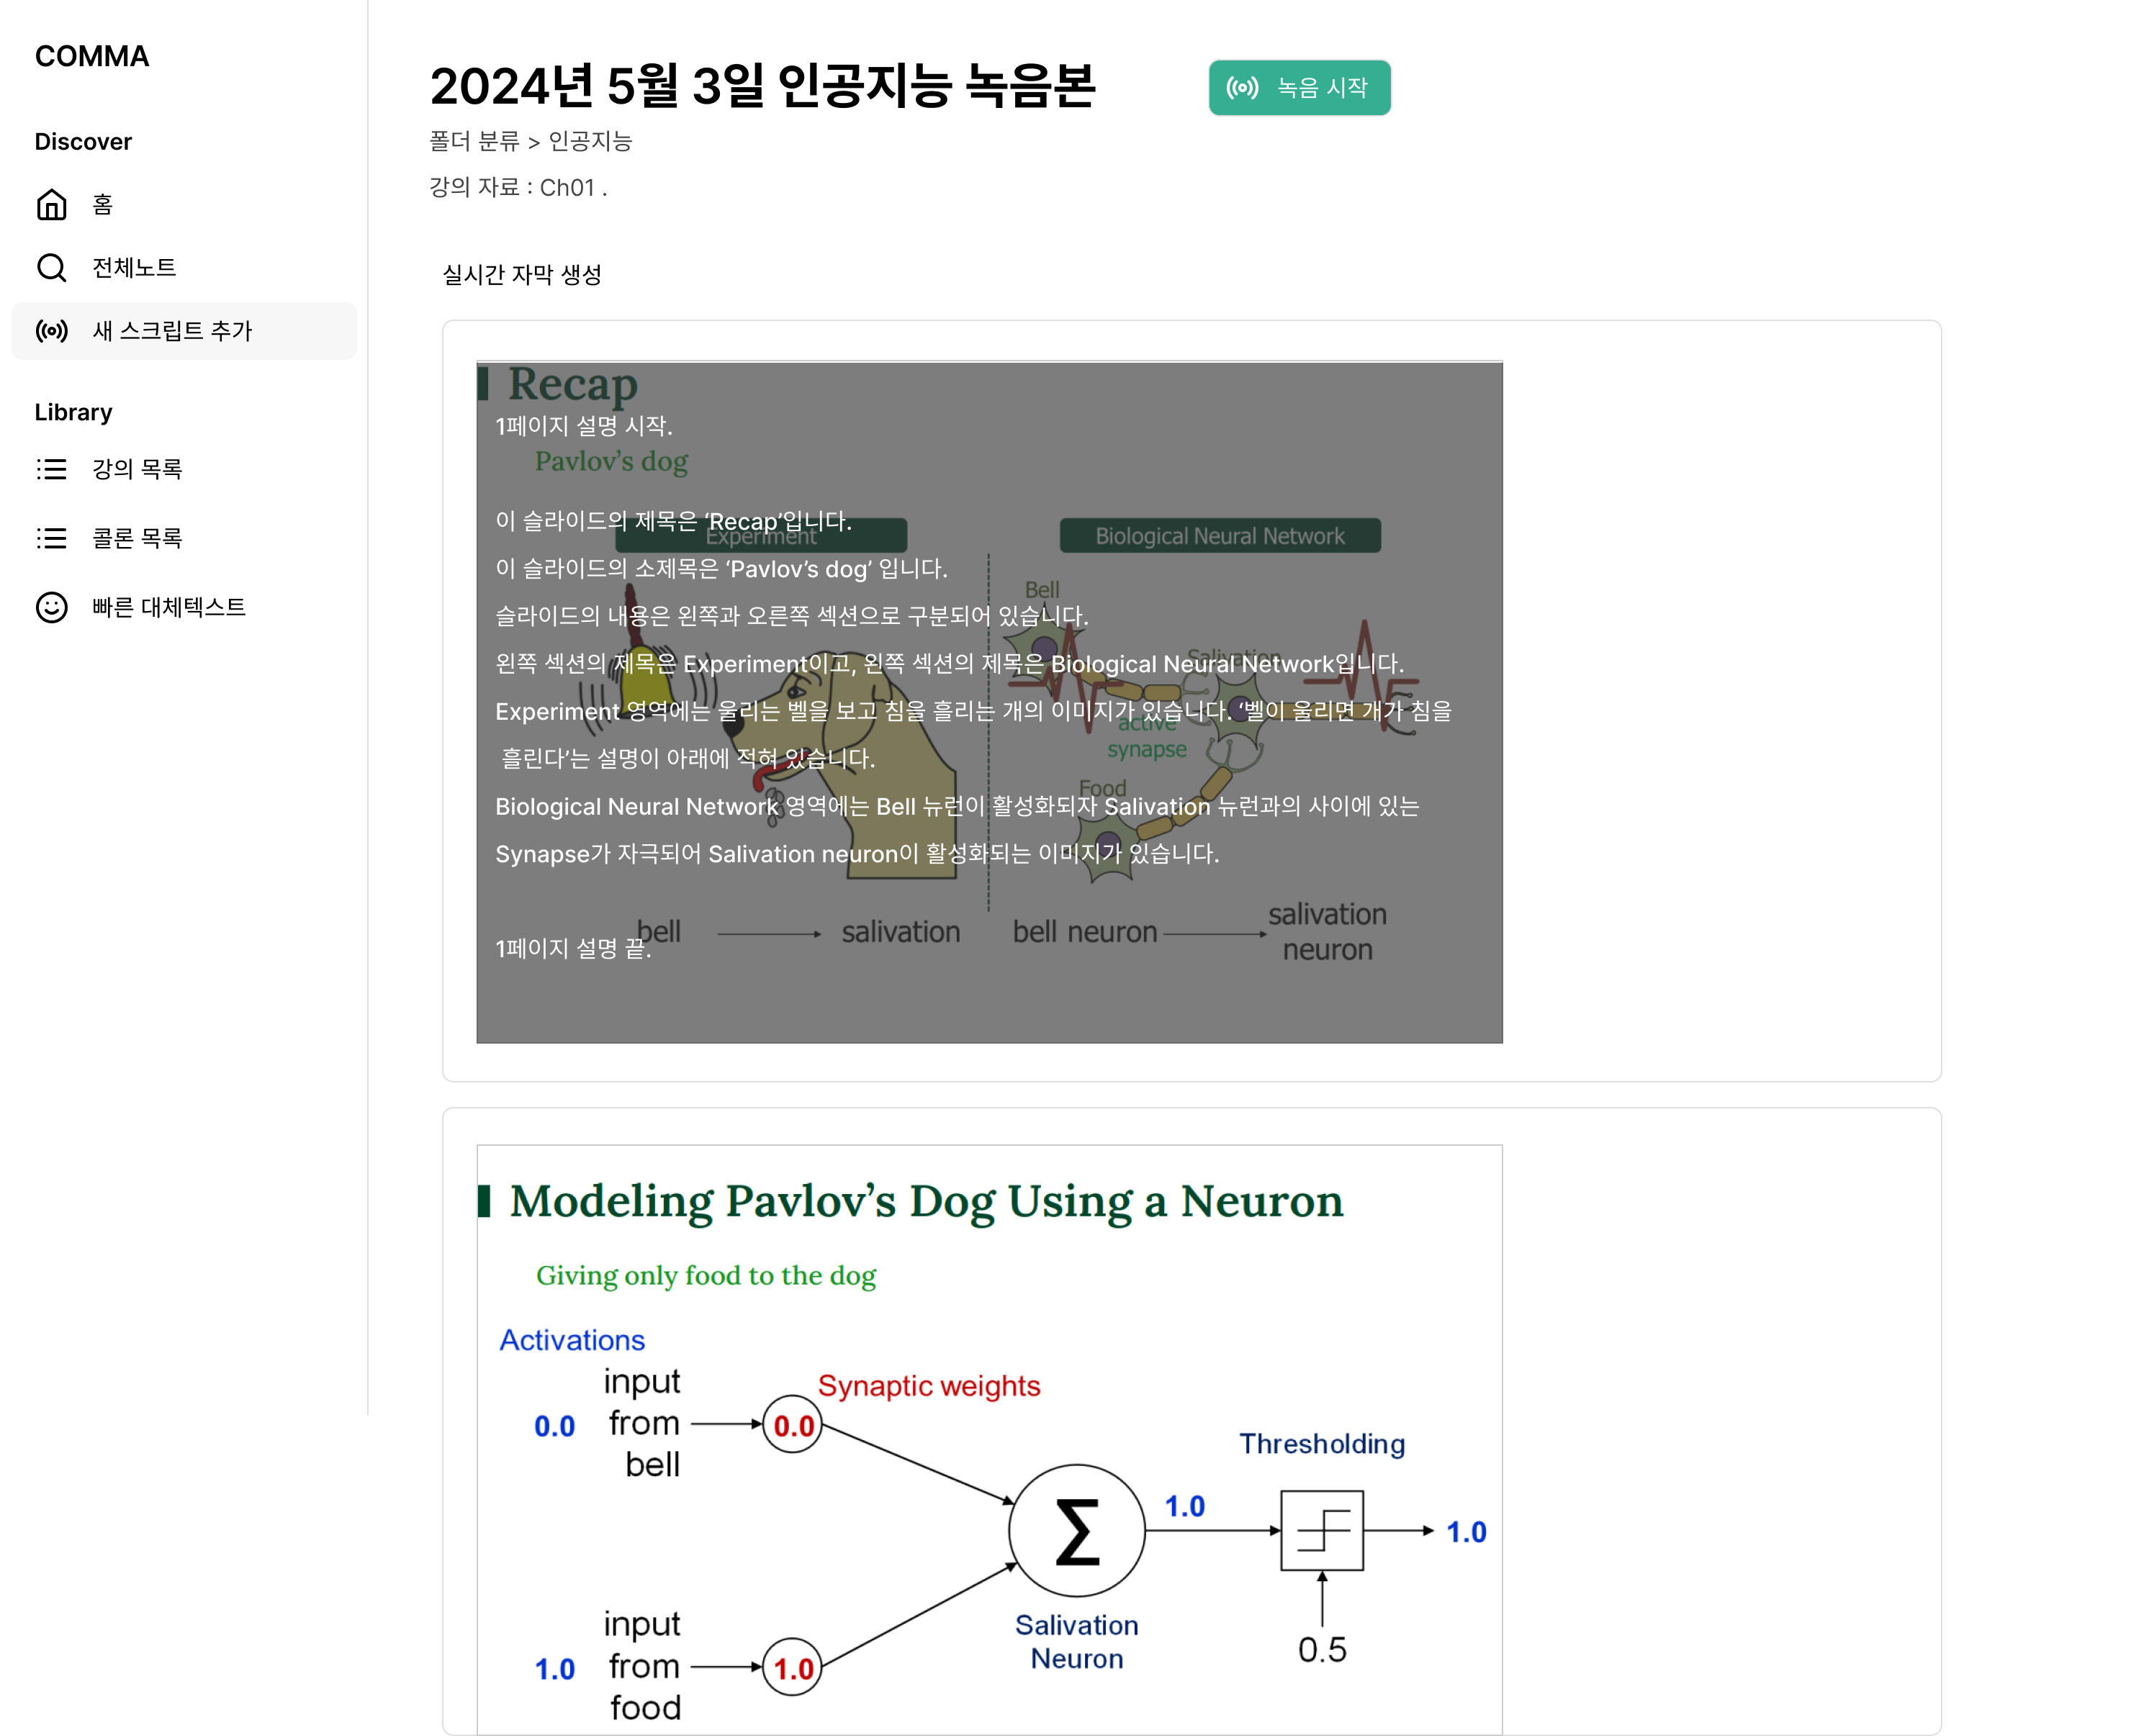 COMMA
Discover
홈
전체노트
새 스크립트 추가
Library
강의 목록
콜론 목록
빠른 대체텍스트
2024년 5월 3일 인공지능 녹음본
녹음 시작
폴더 분류 > 인공지능
강의 자료 : Ch01 .
실시간 자막 생성
Recap
1페이지 설명 시작.
Pavlov’s dog
이 슬라이드의 제목은 ‘Recap’입니다.
Experiment
Biological Neural Network
이 슬라이드의 소제목은 ‘Pavlov’s dog’ 입니다.
Bell
슬라이드의 내용은 왼쪽과 오른쪽 섹션으로 구분되어 있습니다.
Salivation
왼쪽 섹션의 제목은 Experiment이고, 왼쪽 섹션의 제목은 Biological Neural Network입니다.
Experiment 영역에는 울리는 벨을 보고 침을 흘리는 개의 이미지가 있습니다. ‘벨이 울리면 개가 침을
active
synapse
흘린다’는 설명이 아래에 적혀 있습니다.
Food
Biological Neural Network 영역에는 Bell 뉴런이 활성화되자 Salivation 뉴런과의 사이에 있는
Synapse가 자극되어 Salivation neuron이 활성화되는 이미지가 있습니다.
bell
salivation
bell neuron
salivation
neuron
1페이지 설명 끝.
Modeling Pavlov’s Dog Using a Neuron
Giving only food to the dog
Activations
input
from
bell
0.0
0.0
Synaptic weights
Thresholding
Σ
1.0
1.0
Salivation
Neuron
0.5
input
from
food
1.0
1.0